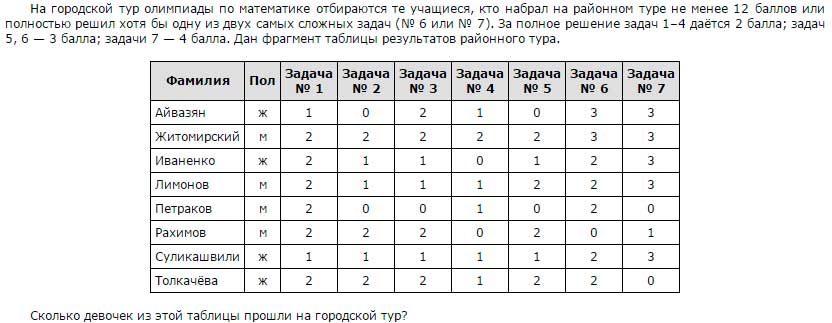 На городской тур олимпиады по математике отбираются те учащиеся, кто набрал на районном туре не менее 12 баллов или
полностью решил хотя бы одну из двух самых сложных задач (№ 6 или № 7). За полное решение задач 1–4 даётся 2 балла; задач
5, 6 — 3 балла; задачи 7 — 4 балла. Дан фрагмент таблицы результатов районного тура.
Фамилия Пол Задача № 1 Задача № 2 Задача № 3 Задача № 4 Задача № 5 Задача № 6 Задача № 7
Айвазян ж 1 0 2 1 0 3 3
Житомирский м 2 2 2 2 2 3 3
Иваненко ж 2 1 1 0 1 2 3
Лимонов м 2 1 1 1 2 2 3
Петраков м 2 0 0 1 0 2 0
Рахимов м 2 2 2 0 2 0 1
Суликашвили ж 1 1 1 1 1 2 3
Толкачёва ж 2 2 2 1 2 2 0
Сколько девочек из этой таблицы прошли на городской тур?